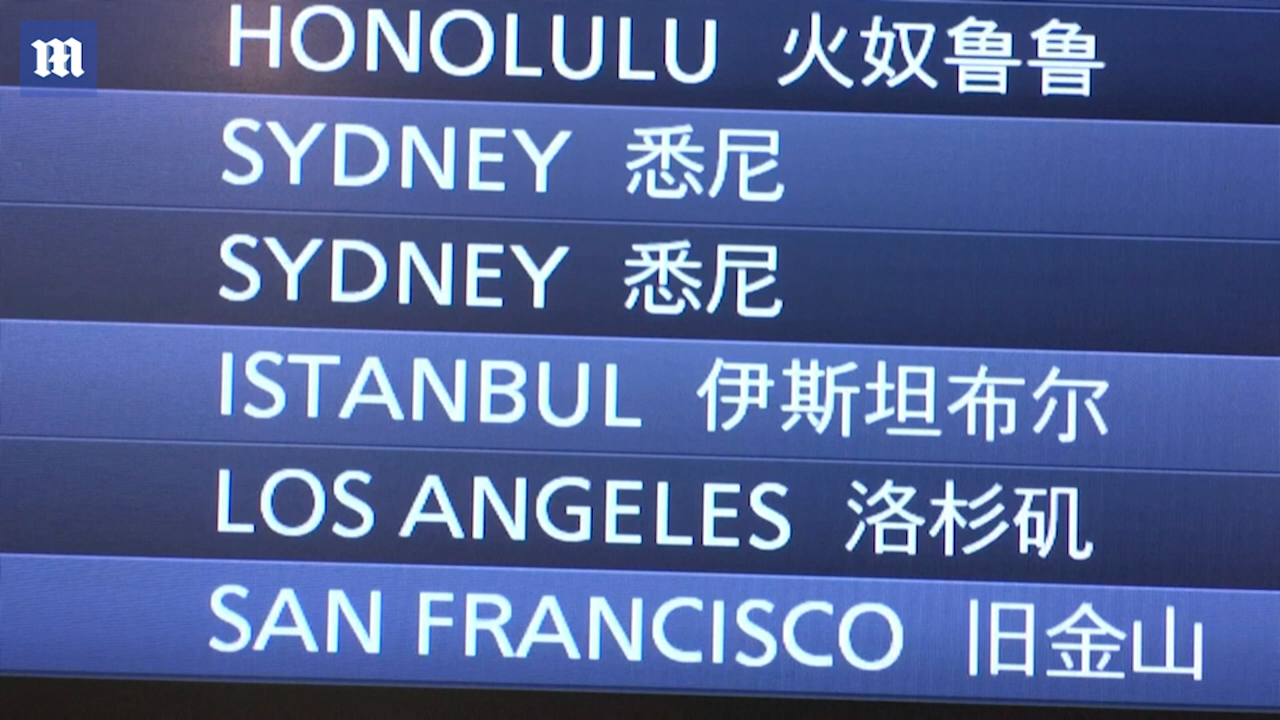 HONOLULU 火奴鲁鲁
SYDNEY 悉尼
SYDNEY 悉尼
ISTANBUL 伊斯坦布尔
LOS ANGELES 洛杉矶
SAN FRANCISCO 旧金山